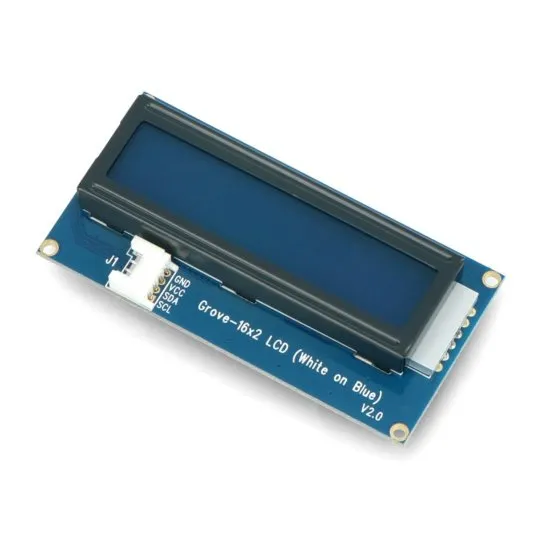 J1
GND
VCC
SDA
SCL
Grove-16x2 LCD (White on Blue)
V2.0